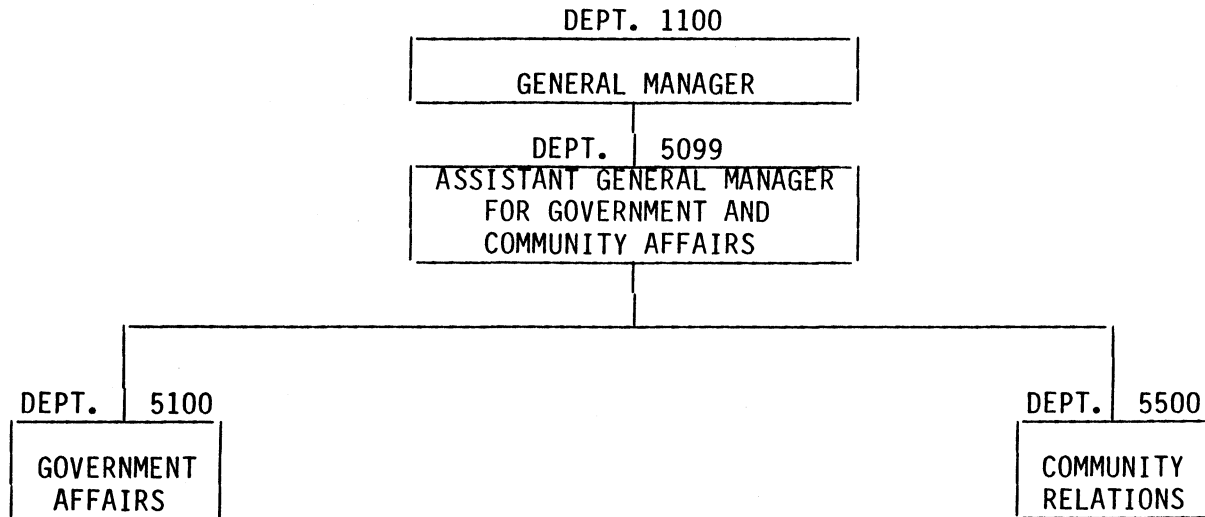 DEPT. 1100
GENERAL MANAGER
DEPT. 5099
ASSISTANT GENERAL MANAGER
FOR GOVERNMENT AND
COMMUNITY AFFAIRS
DEPT. 5100
GOVERNMENT
AFFAIRS
DEPT. 5500
COMMUNITY
RELATIONS